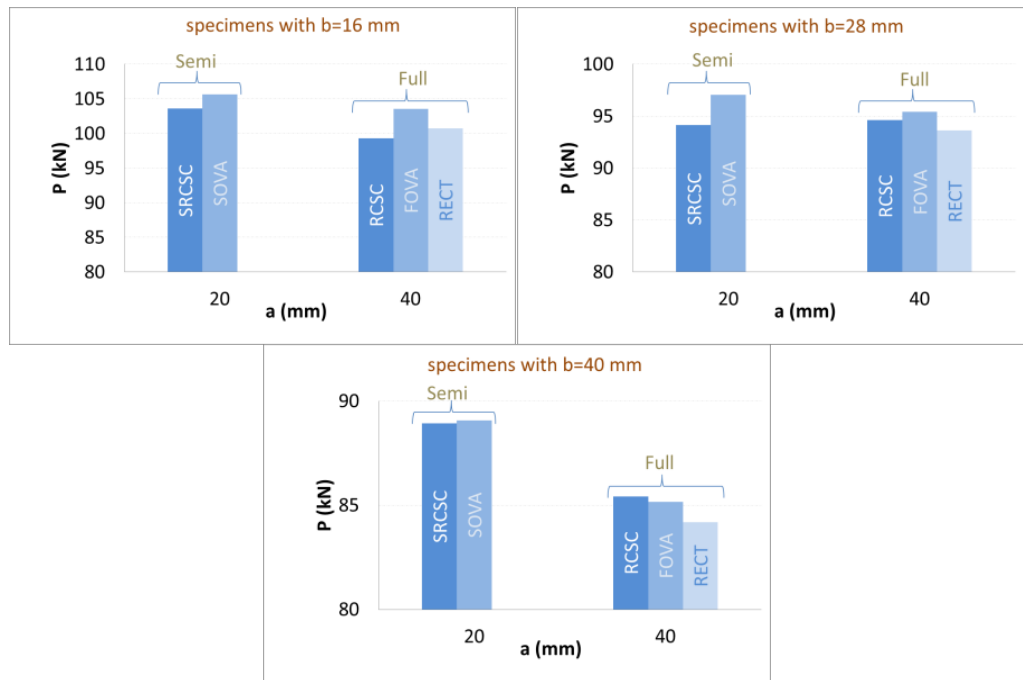 specimens with b=16 mm
Semi
Full
110
105
100
95
90
85
80
P (kN)
SRCSC
SOVA
RCSC
FOVA
RECT
20
40
a (mm)
specimens with b=28 mm
Semi
Full
100
95
90
85
80
P (kN)
SRCSC
SOVA
RCSC
FOVA
RECT
20
40
a (mm)
specimens with b=40 mm
Semi
Full
90
85
80
P (kN)
SRCSC
SOVA
RCSC
FOVA
RECT
20
40
a (mm)